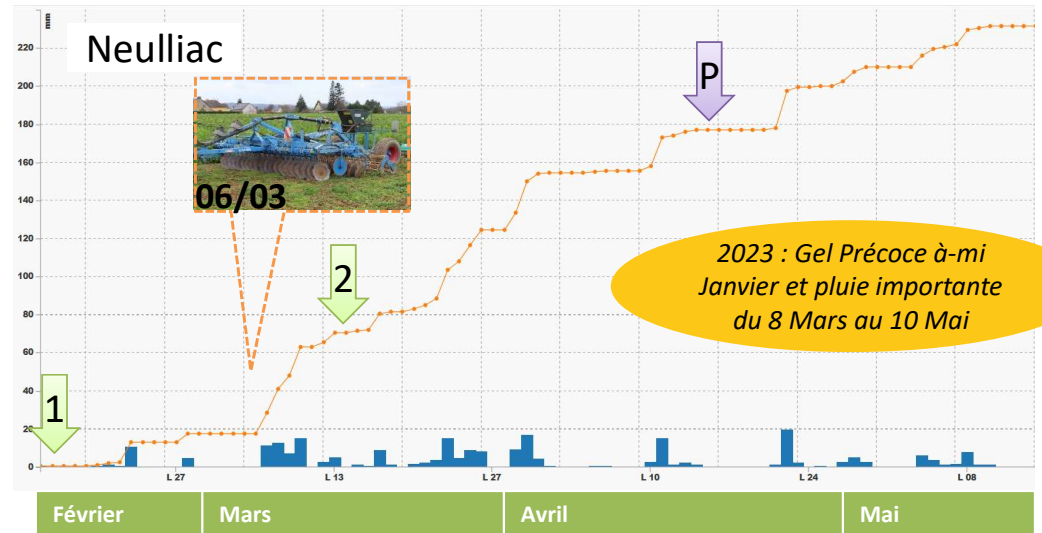 mm
220
200
180
160
140
120
100
80
60
40
20
0
Neulliac
06/03
1
2
P
2023 : Gel Précoce à-mi
Janvier et pluie importante
du 8 Mars au 10 Mai
L 27
L 13
L 27
L 10
L 24
L 08
Février
Mars
Avril
Mai